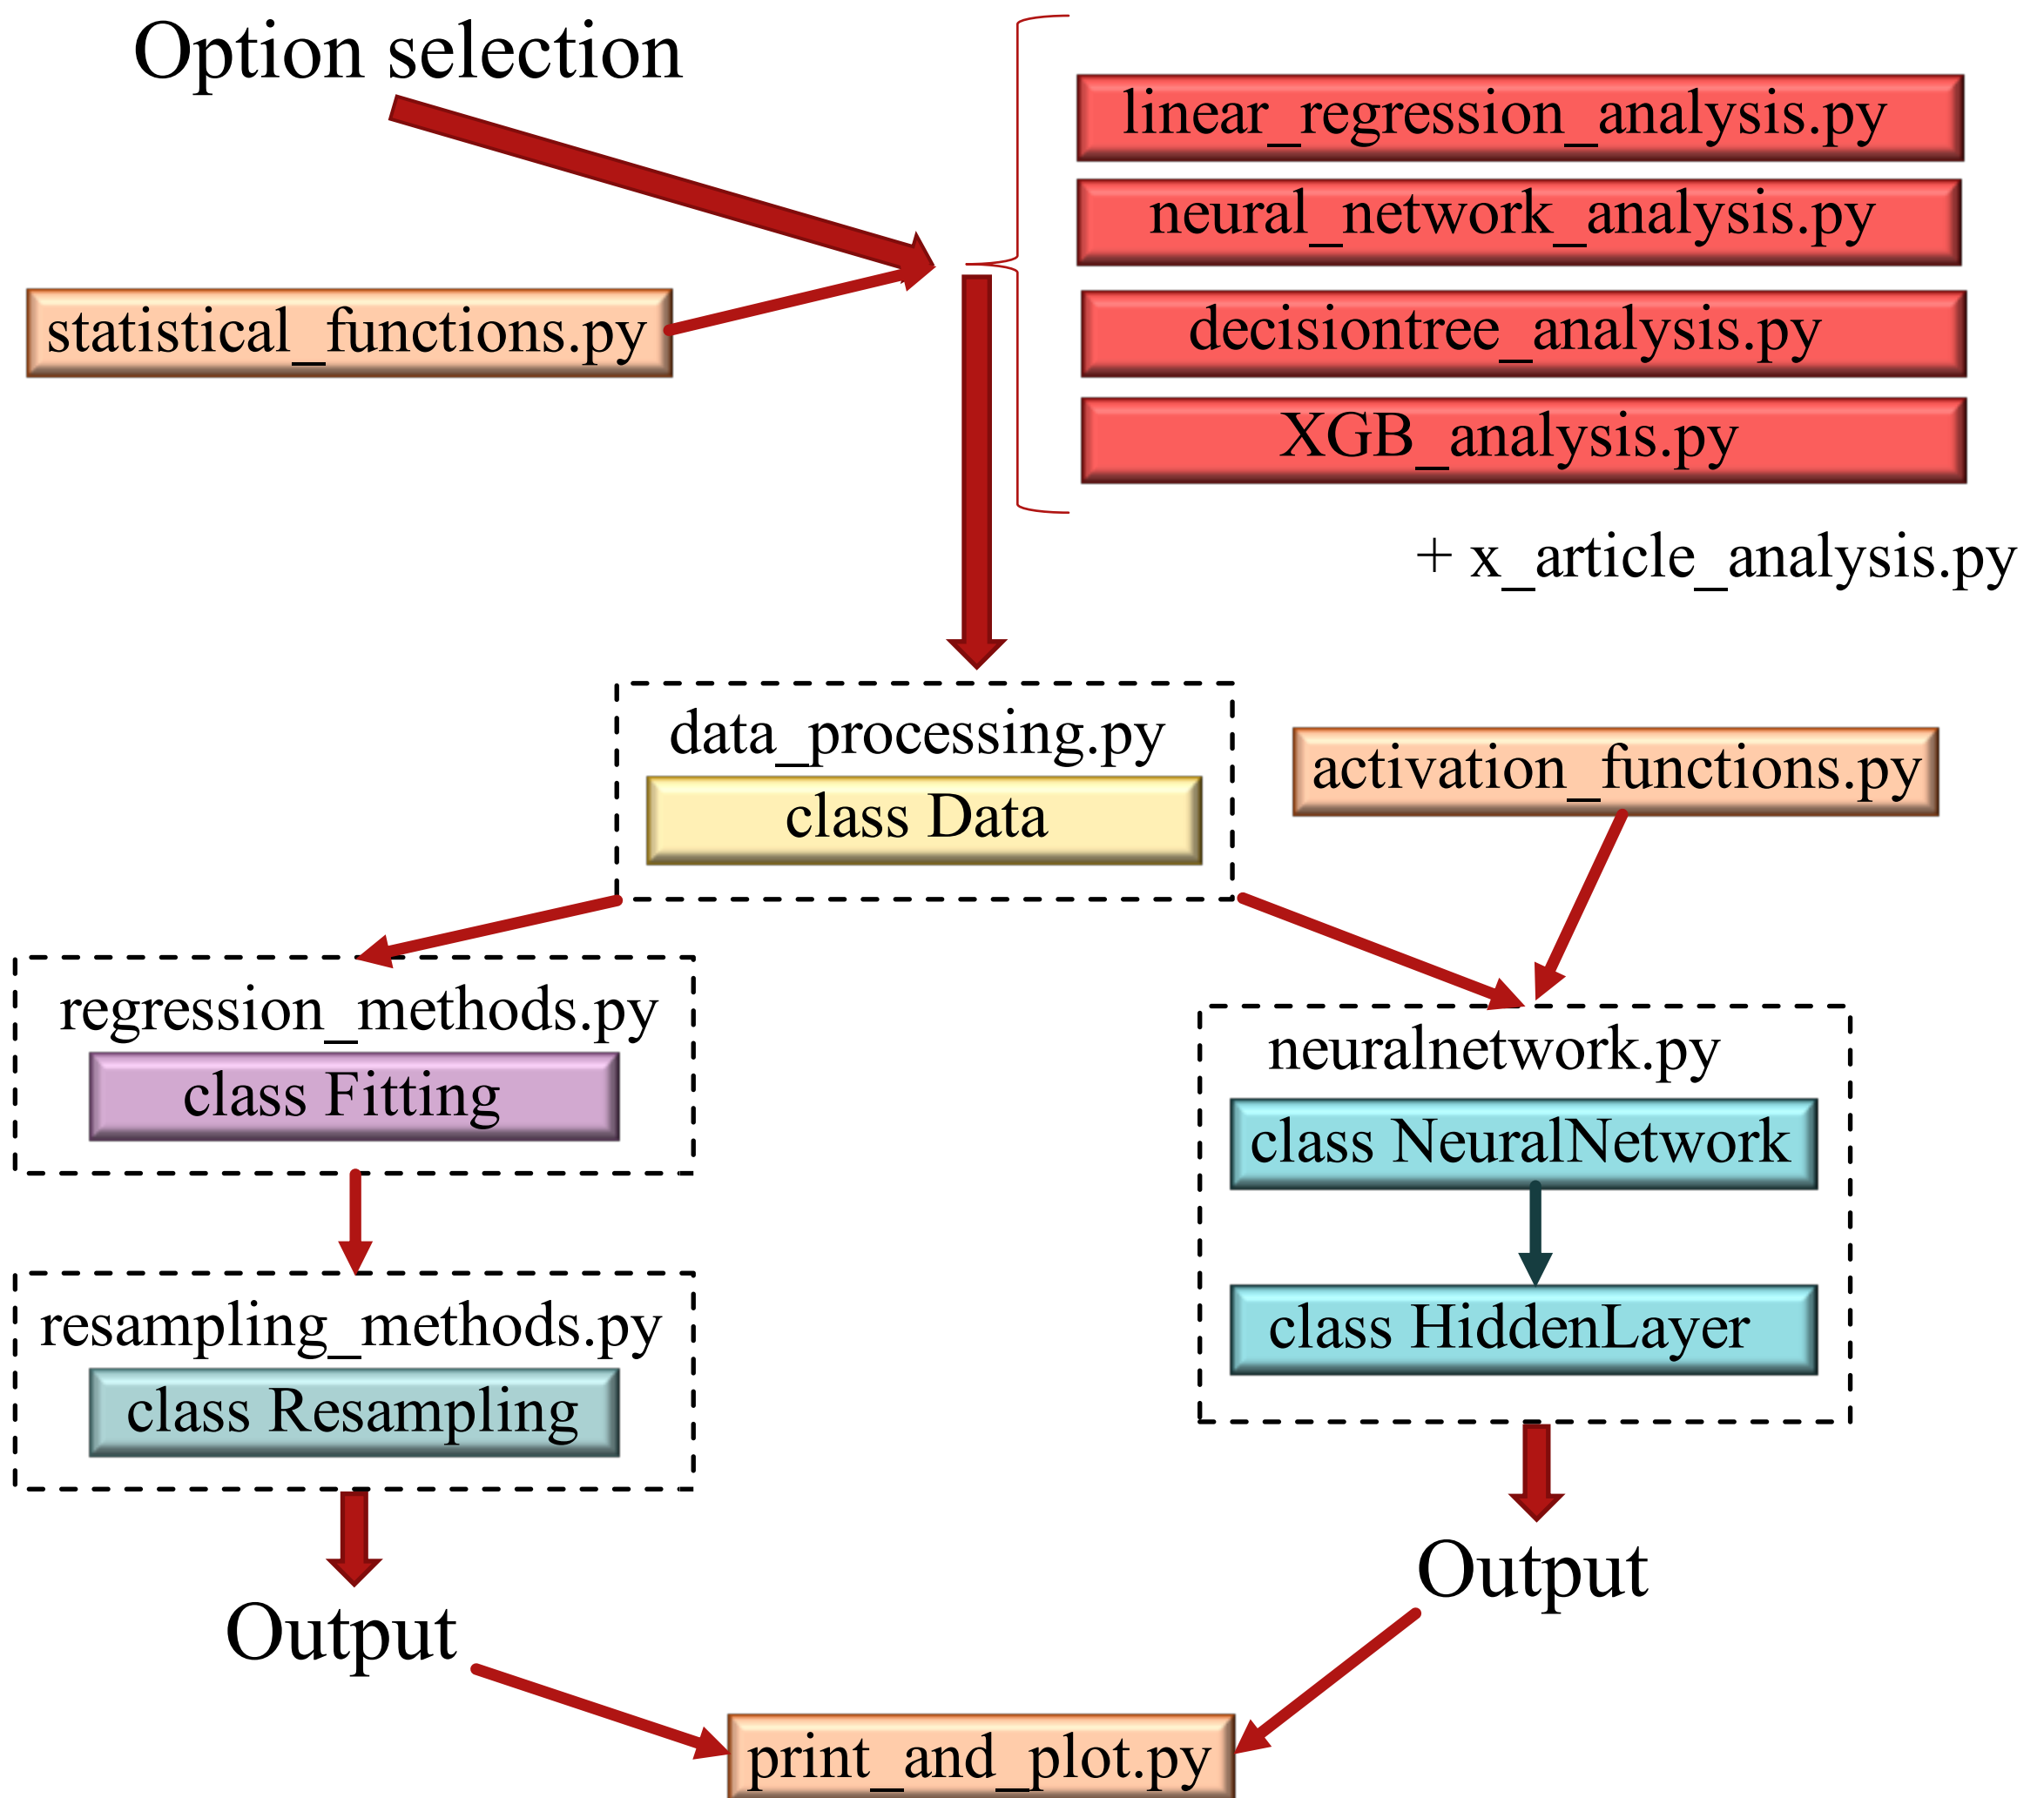 Option selection
linear_regression_analysis.py
neural_network_analysis.py
statistical_functions.py
decisiontree_analysis.py
XGB_analysis.py
+ x_article_analysis.py
data_processing.py
class Data
activation_functions.py
regression_methods.py
class Fitting
neuralnetwork.py
class NeuralNetwork
class HiddenLayer
resampling_methods.py
class Resampling
Output
Output
print_and_plot.py